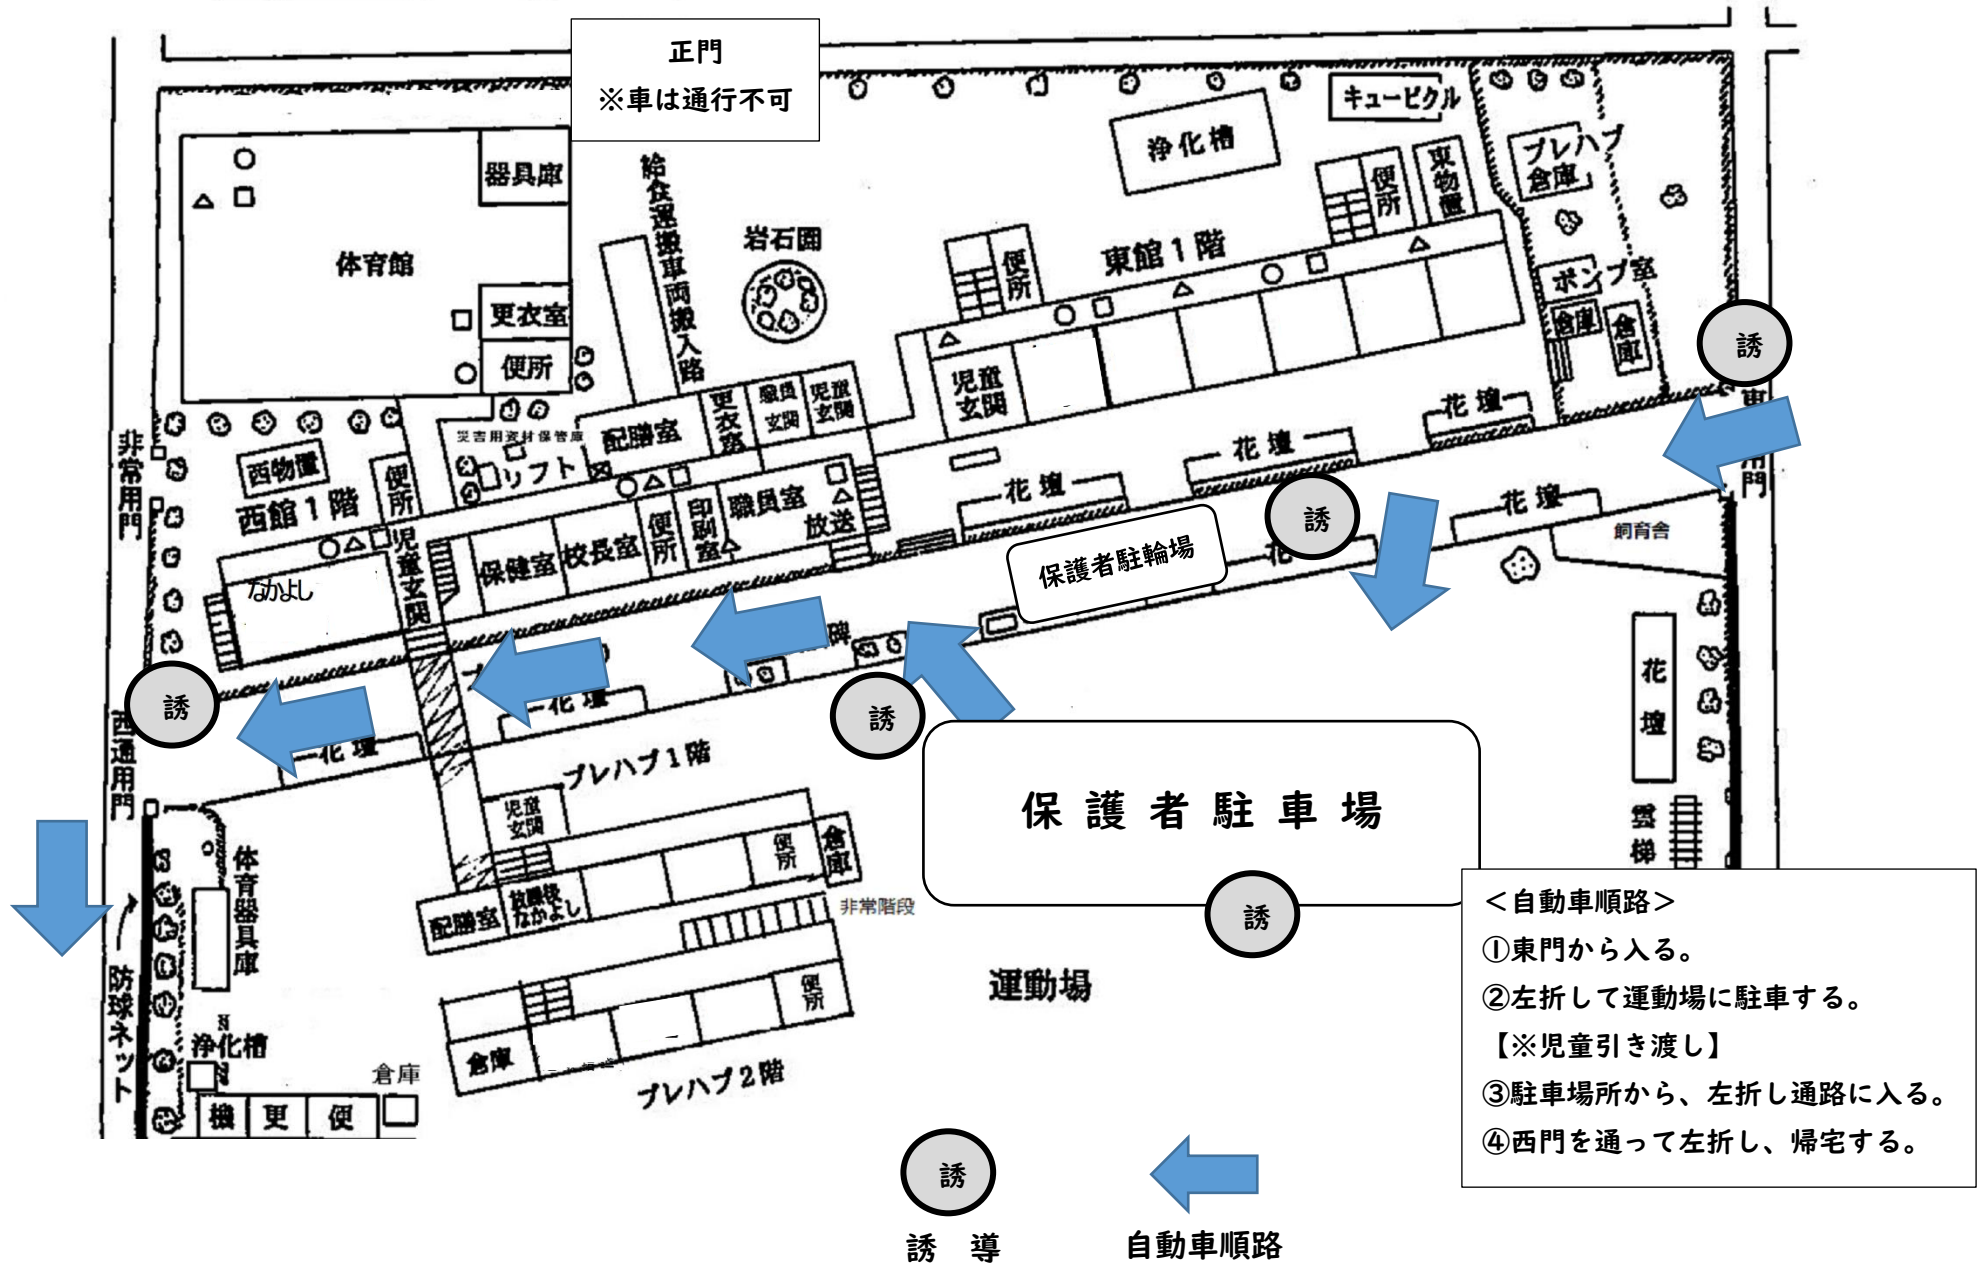 正門
※車は通行不可
キュービクル
浄化槽
プレハブ
倉庫
器具庫
給食運搬車両搬入路
便所
東物置
体育館
岩石園
便所
東館1階
ポンプ室
更衣室
倉庫
倉庫
誘
便所
児童
玄関
花壇
更衣室
職員
玄関
児童
玄関
配膳室
災害用資材保管庫
非常用門
西物置
便所
リフト
花壇
花壇
花壇
西館1階
職員室
放送
印刷室
便所
校長室
保健室
児童玄関
なかよし
誘
飼育舎
保護者駐輪場
花
碑
花壇
誘
誘
西通用門
花壇
花壇
プレハブ1階
保護者駐車場
児童
玄関
雲梯
便所
倉庫
体育器具庫
配膳室
放課後
なかよし
非常階段
誘
防球ネット
運動場
便所
浄化槽
倉庫
倉庫
プレハブ2階
機
更
便
<自動車順路>
①東門から入る。
②左折して運動場に駐車する。
【※児童引き渡し】
③駐車場所から、左折し通路に入る。
④西門を通って左折し、帰宅する。
誘
誘導
自動車順路